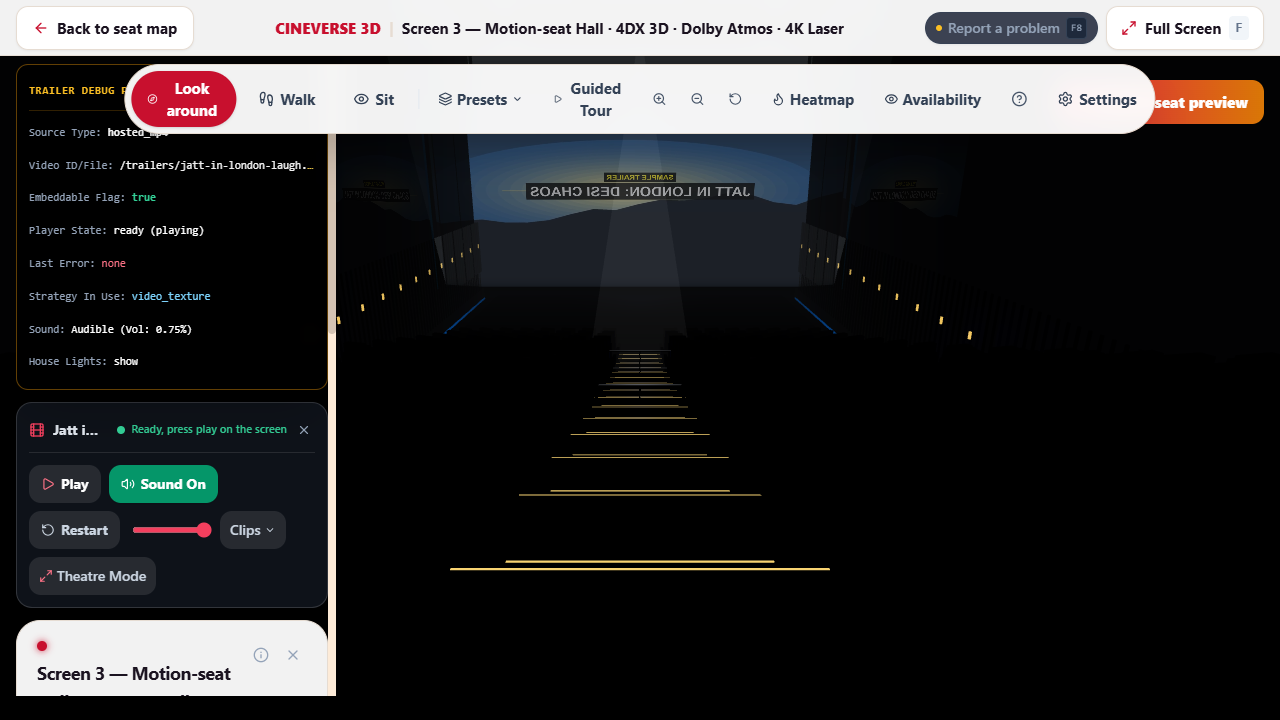 Back to seat map
CINEVERSE 3D | Screen 3 — Motion-seat Hall · 4DX 3D · Dolby Atmos · 4K Laser
Report a problem F8
Full Screen F
TRAILER DEBUG
Look around
Walk
Sit
Presets
Guided Tour
Heatmap
Availability
Settings
seat preview
Source Type: hosted_mp4
Video ID/File: /trailers/jatt-in-london-laugh.…
Embeddable Flag: true
Player State: ready (playing)
Last Error: none
Strategy In Use: video_texture
Sound: Audible (Vol: 0.75%)
House Lights: show
SAMPLE TRAILER
JATT IN LONDON: DESI CHAOS
Jatt i...
Ready, press play on the screen
Play
Sound On
Restart
Clips
Theatre Mode
Screen 3 — Motion-seat